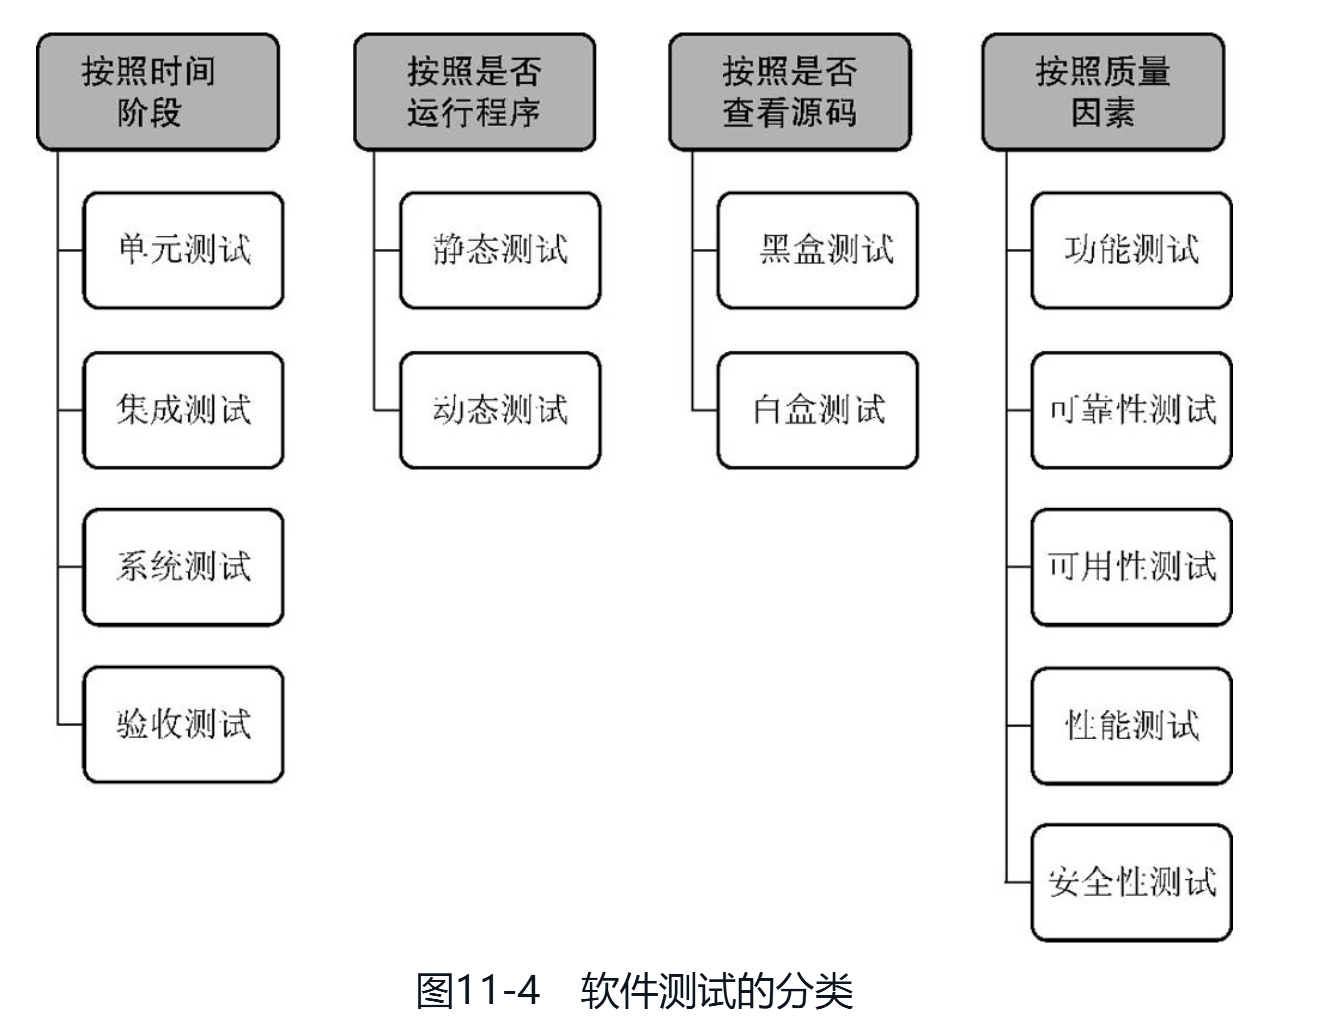 按照时间
阶段
单元测试
集成测试
系统测试
验收测试
按照是否
运行程序
静态测试
动态测试
按照是否
查看源码
黑盒测试
白盒测试
按照质量
因素
功能测试
可靠性测试
可用性测试
性能测试
安全性测试
图11-4 软件测试的分类